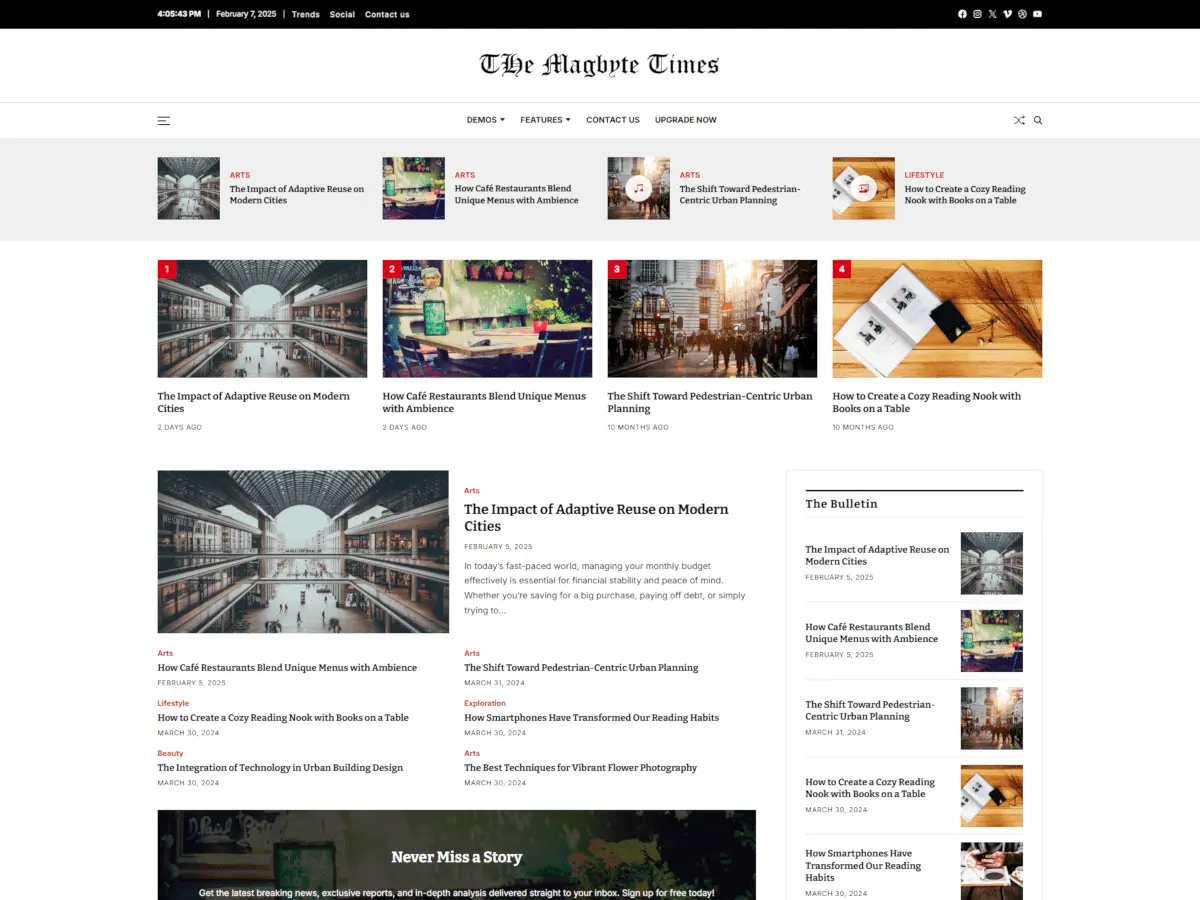 4:05:43 PM | February 7, 2025 | Trends Social Contact us
THe Magbyte Times
DEMOS FEATURES CONTACT US UPGRADE NOW
ARTS
The Impact of Adaptive Reuse on
Modern Cities
ARTS
How Café Restaurants Blend
Unique Menus with Ambience
ARTS
The Shift Toward Pedestrian-
Centric Urban Planning
LIFESTYLE
How to Create a Cozy Reading
Nook with Books on a Table
1
The Impact of Adaptive Reuse on Modern
Cities
2 DAYS AGO
2
How Café Restaurants Blend Unique Menus
with Ambience
2 DAYS AGO
3
The Shift Toward Pedestrian-Centric Urban
Planning
10 MONTHS AGO
4
How to Create a Cozy Reading Nook with
Books on a Table
10 MONTHS AGO
Arts
The Impact of Adaptive Reuse on Modern
Cities
FEBRUARY 5, 2025
In today's fast-paced world, managing your monthly budget
effectively is essential for financial stability and peace of mind.
Whether you're saving for a big purchase, paying off debt, or simply
trying to...
Arts
How Café Restaurants Blend Unique Menus with Ambience
FEBRUARY 5, 2025
Arts
The Shift Toward Pedestrian-Centric Urban Planning
MARCH 31, 2024
Lifestyle
How to Create a Cozy Reading Nook with Books on a Table
MARCH 30, 2024
Exploration
How Smartphones Have Transformed Our Reading Habits
MARCH 30, 2024
Beauty
The Integration of Technology in Urban Building Design
MARCH 30, 2024
Arts
The Best Techniques for Vibrant Flower Photography
MARCH 30, 2024
Never Miss a Story
Get the latest breaking news, exclusive reports, and in-depth analysis delivered straight to your inbox. Sign up for free today!
The Bulletin
The Impact of Adaptive Reuse on
Modern Cities
FEBRUARY 5, 2025
How Café Restaurants Blend
Unique Menus with Ambience
FEBRUARY 5, 2025
The Shift Toward Pedestrian-
Centric Urban Planning
MARCH 31, 2024
How to Create a Cozy Reading
Nook with Books on a Table
MARCH 30, 2024
How Smartphones Have
Transformed Our Reading
Habits
MARCH 30, 2024